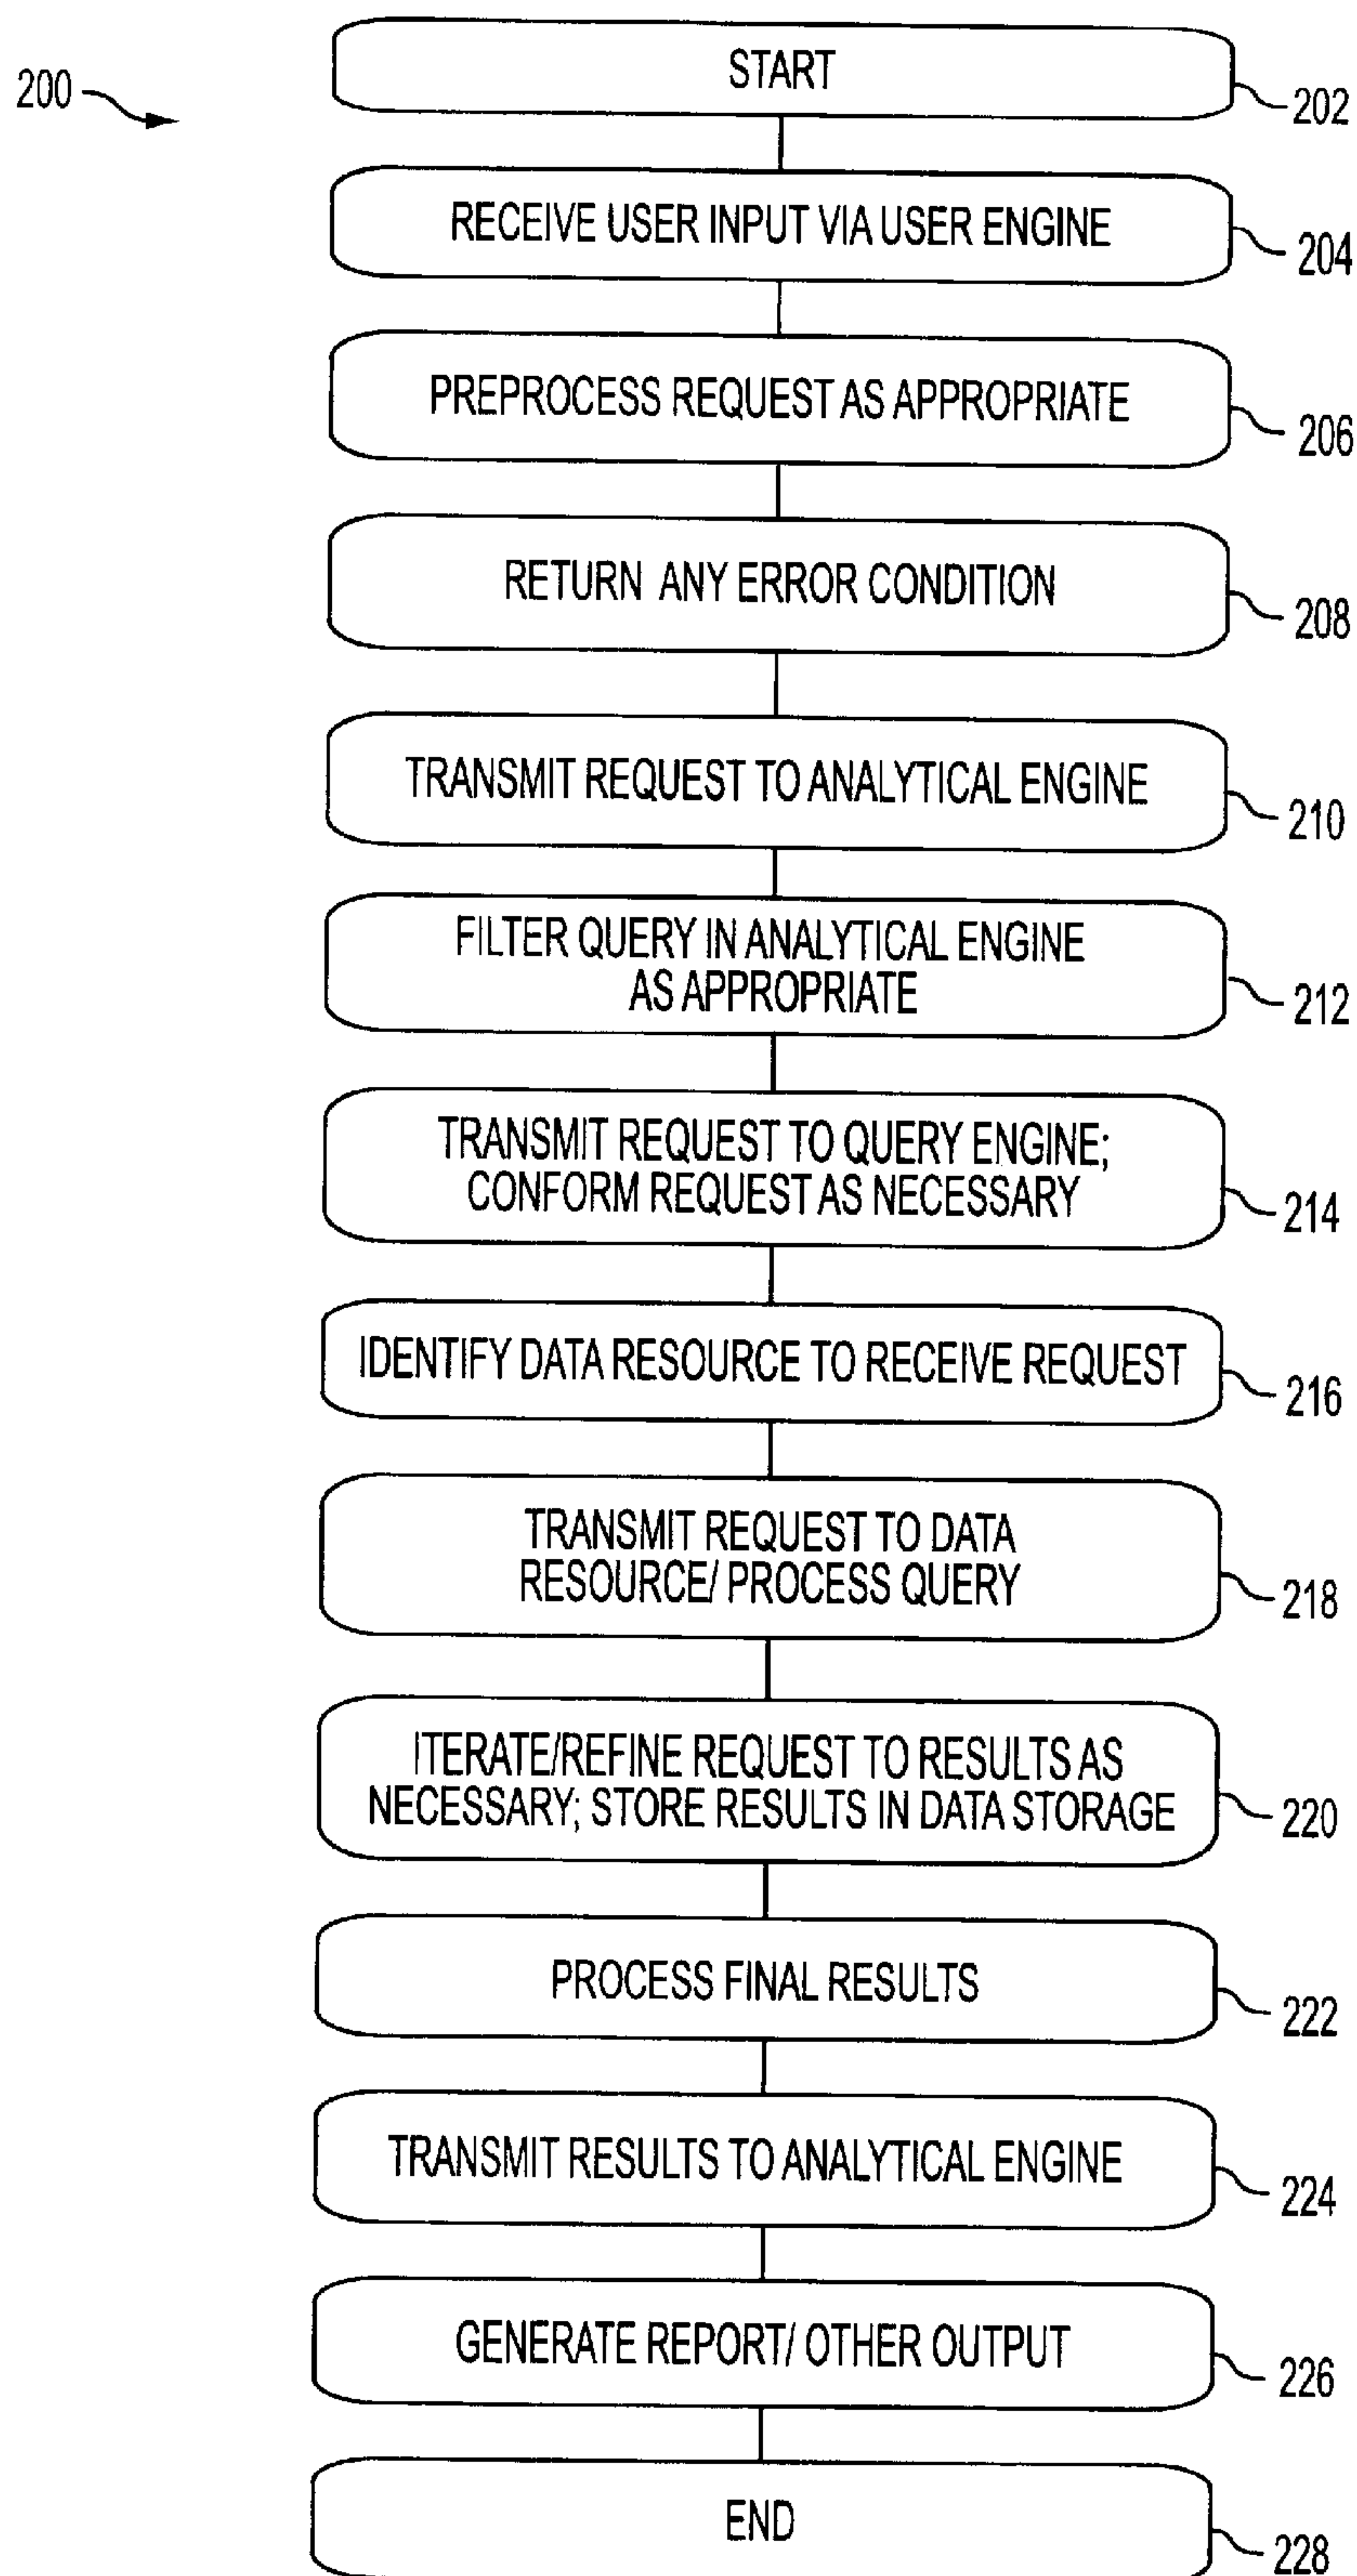 200
START
202
RECEIVE USER INPUT VIA USER ENGINE
204
PREPROCESS REQUEST AS APPROPRIATE
206
RETURN ANY ERROR CONDITION
208
TRANSMIT REQUEST TO ANALYTICAL ENGINE
210
FILTER QUERY IN ANALYTICAL ENGINE
AS APPROPRIATE
212
TRANSMIT REQUEST TO QUERY ENGINE;
CONFORM REQUEST AS NECESSARY
214
IDENTIFY DATA RESOURCE TO RECEIVE REQUEST
216
TRANSMIT REQUEST TO DATA
RESOURCE/ PROCESS QUERY
218
ITERATE/REFINE REQUEST TO RESULTS AS
NECESSARY; STORE RESULTS IN DATA STORAGE
220
PROCESS FINAL RESULTS
222
TRANSMIT RESULTS TO ANALYTICAL ENGINE
224
GENERATE REPORT/ OTHER OUTPUT
226
END
228